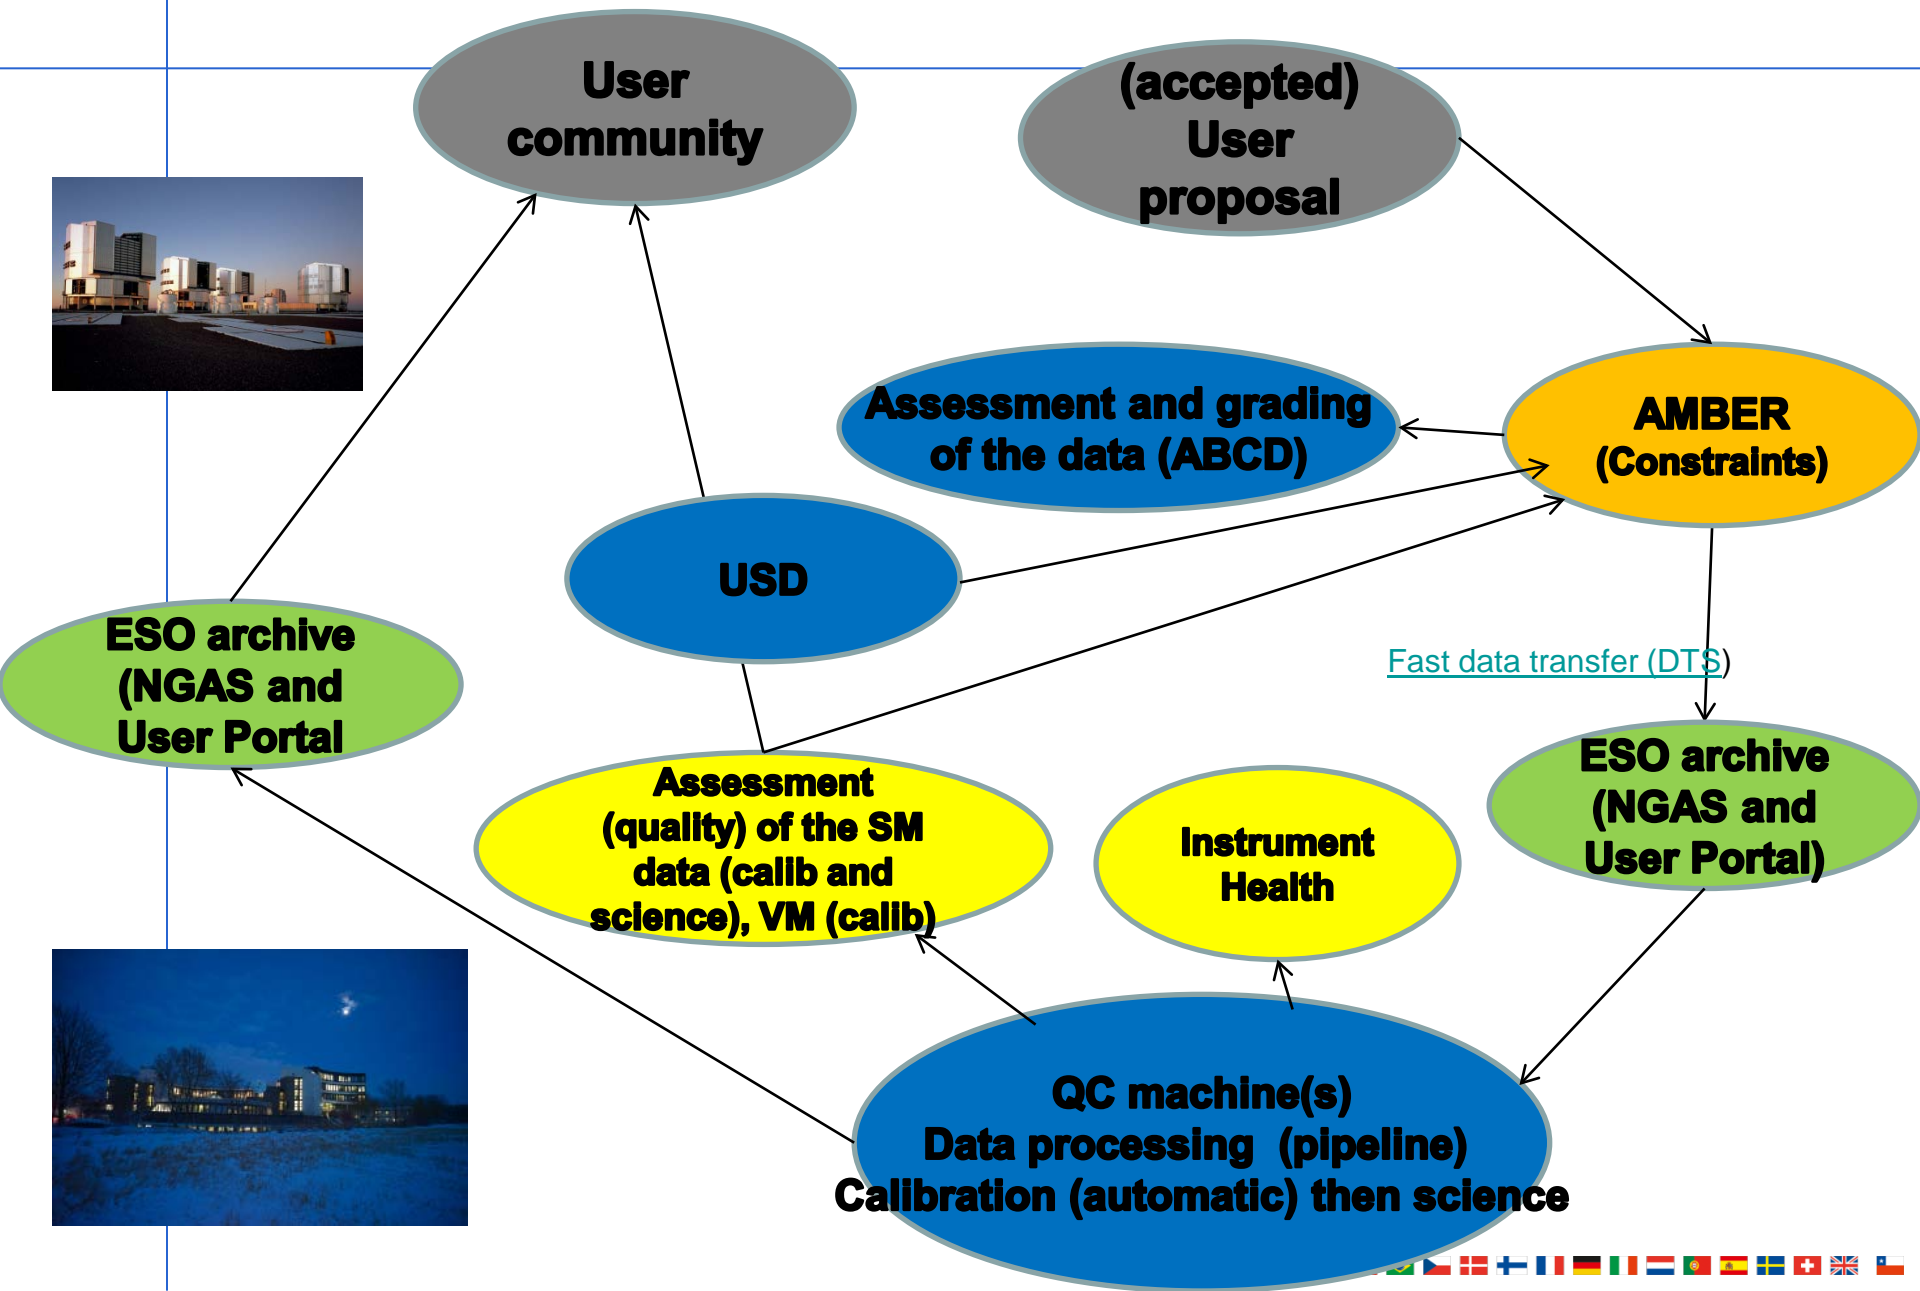 User
community
(accepted)
User
proposal
Assessment and grading
of the data (ABCD)
AMBER
(Constraints)
USD
ESO archive
(NGAS and
User Portal
Fast data transfer (DTS)
ESO archive
(NGAS and
User Portal)
Assessment
(quality) of the SM
data (calib and
science), VM (calib)
Instrument
Health
QC machine(s)
Data processing (pipeline)
Calibration (automatic) then science